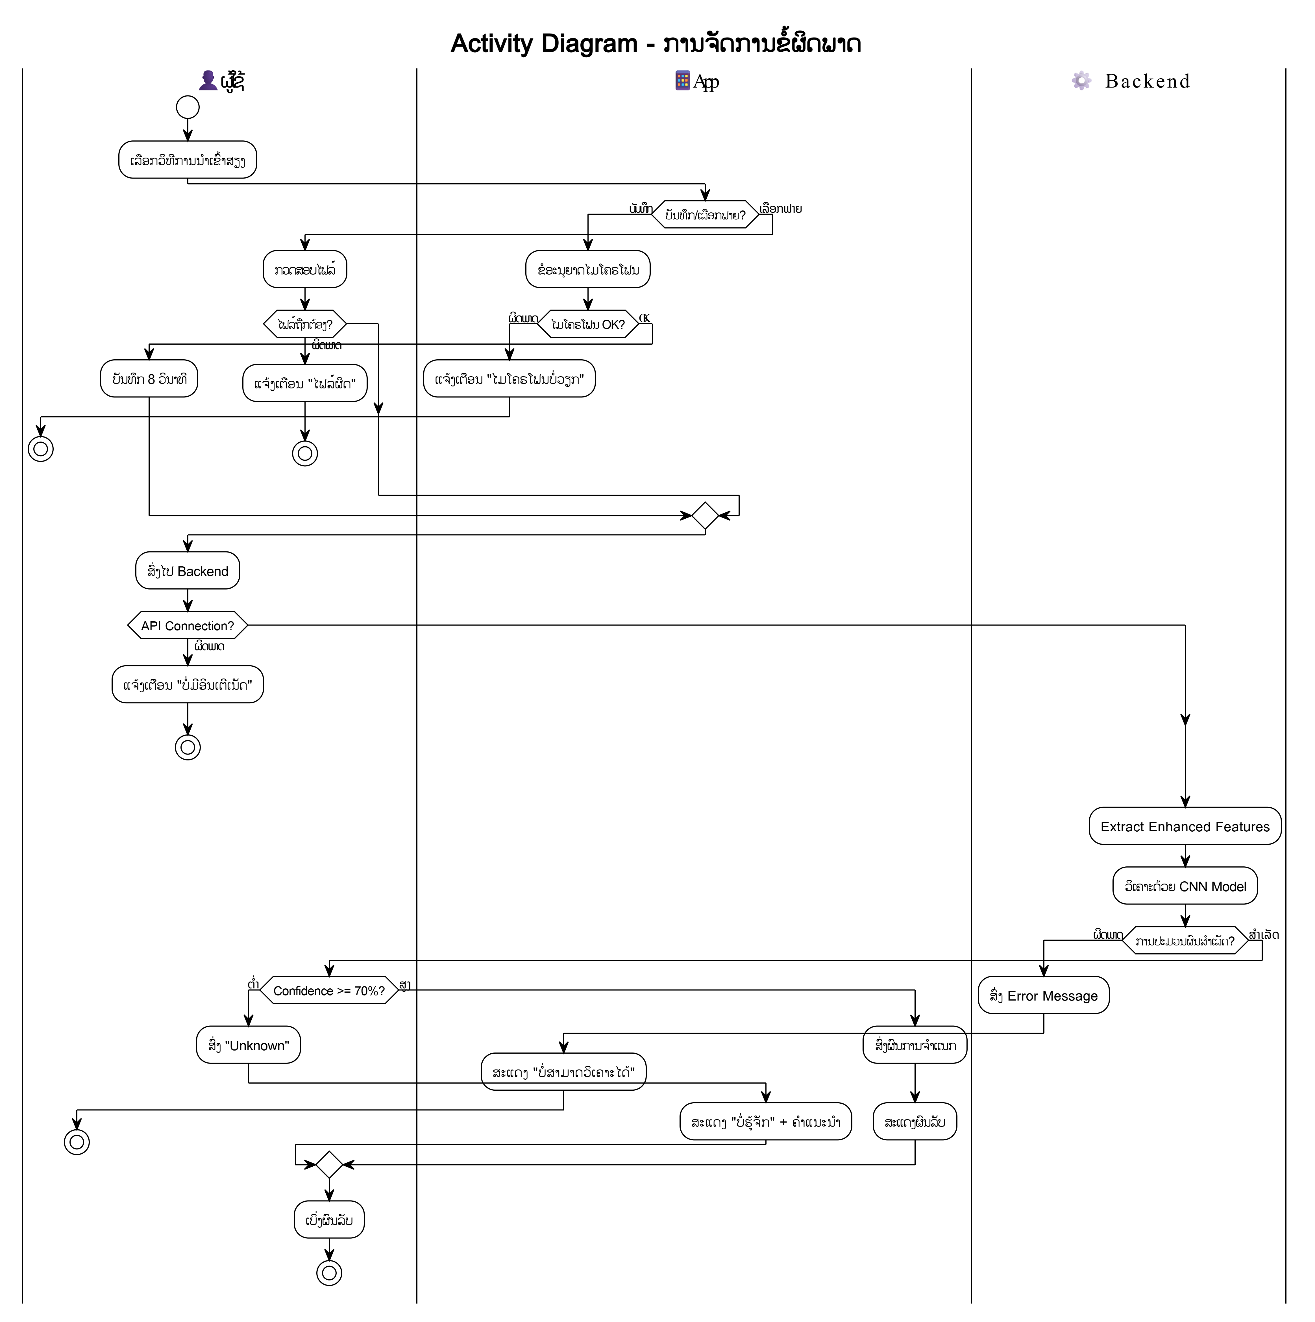 Activity Diagram - ການຈັດການຂໍ້ຜິດພາດ
ຜູ້ໃຊ້
App
Backend
ເລືອກວິທີການນຳເຂົ້າສຽງ
ບັນທຶກ
ບັນທຶກ/ເລືອກຟາຍ?
ເລືອກຟາຍ
ກວດສອບໄຟລ໌
ຂໍອະນຸຍາດໄມໂຄຣໂຟນ
ໄຟລ໌ຖືກຕ້ອງ?
ຜິດພາດ
ໄມໂຄຣໂຟນ OK?
OK
ຜິດພາດ
ບັນທຶກ 8 ວິນາທີ
ແຈ້ງເຕືອນ "ໄຟລ໌ຜິດ"
ແຈ້ງເຕືອນ "ໄມໂຄຣໂຟນບໍ່ວຽກ"
ສົ່ງໄປ Backend
API Connection?
ຜິດພາດ
ແຈ້ງເຕືອນ "ບໍ່ມີອິນເຕີເນັດ"
Extract Enhanced Features
ວິເຄາະດ້ວຍ CNN Model
ຜິດພາດ
ການປະມວນຜົນສຳເລັດ?
ສຳເລັດ
ຕ່ຳ
Confidence >= 70%?
ສູງ
ສົ່ງ Error Message
ສົ່ງ "Unknown"
ສົ່ງຜົນການຈຳແນກ
ສະແດງ "ບໍ່ສາມາດວິເຄາະໄດ້"
ສະແດງ "ບໍ່ຮູ້ຈັກ" + ຄຳແນະນຳ
ສະແດງຜົນລັບ
ເບິ່ງຜົນລັບ